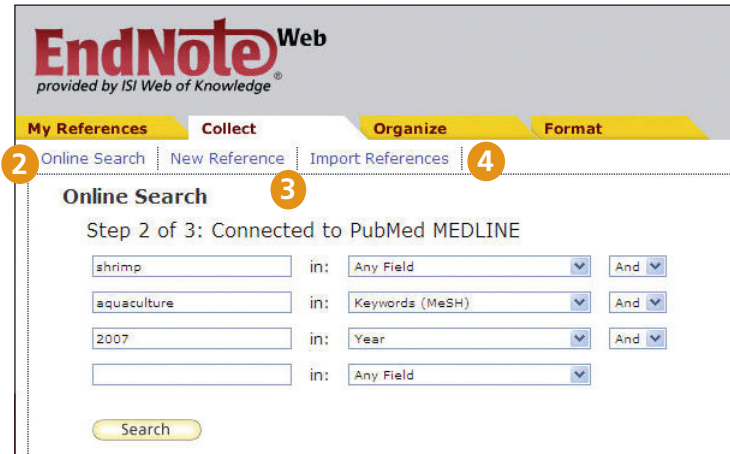 EndNote Web
®
provided by ISI Web of Knowledge
My References Collect Organize Format
2 Online Search New Reference Import References 4
3
Online Search
Step 2 of 3: Connected to PubMed MEDLINE
shrimp in: Any Field And
aquaculture in: Keywords (MeSH) And
2007 in: Year And
in: Any Field
Search